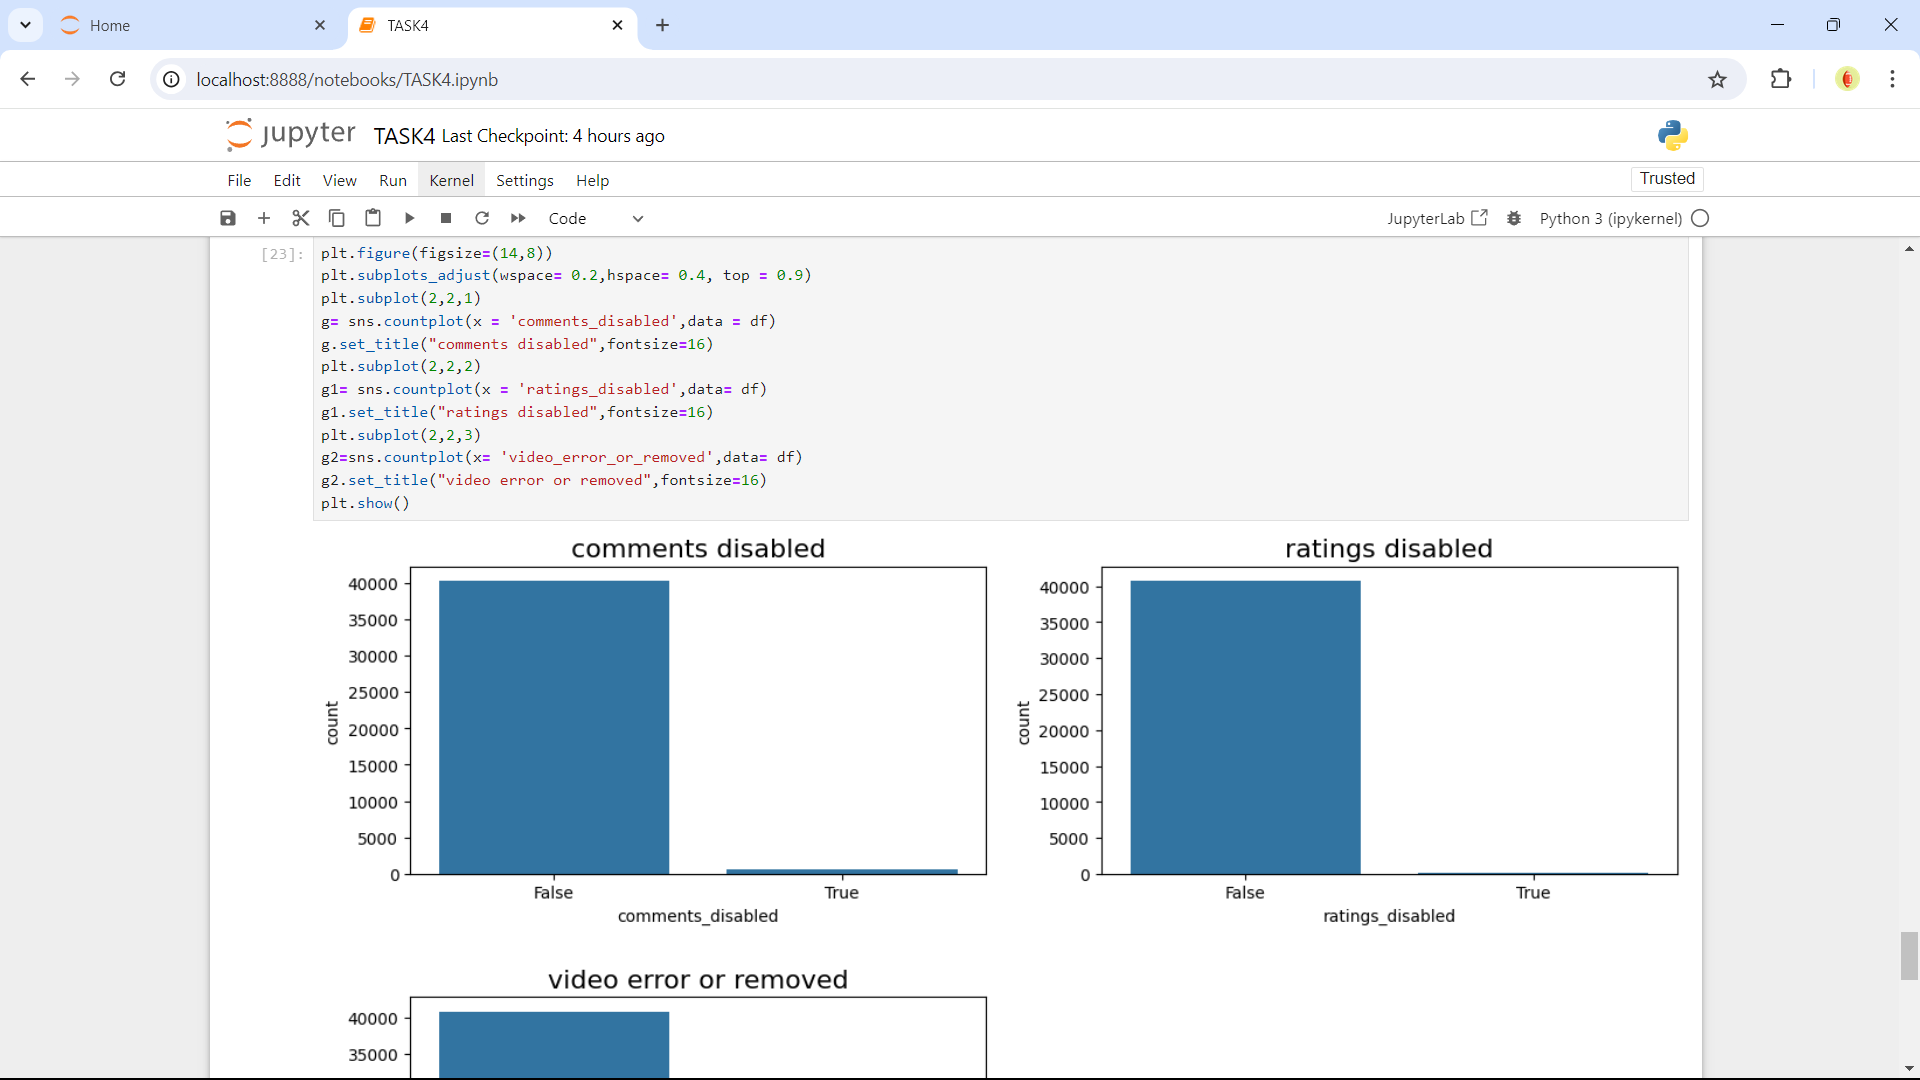 Home
TASK4
localhost:8888/notebooks/TASK4.ipynb
jupyter TASK4 Last Checkpoint: 4 hours ago
File Edit View Run Kernel Settings Help
Trusted
Code
JupyterLab
Python 3 (ipykernel)
[23]:
plt.figure(figsize=(14,8))
plt.subplots_adjust(wspace= 0.2,hspace= 0.4, top = 0.9)
plt.subplot(2,2,1)
g= sns.countplot(x = 'comments_disabled',data = df)
g.set_title("comments disabled",fontsize=16)
plt.subplot(2,2,2)
g1= sns.countplot(x = 'ratings_disabled',data= df)
g1.set_title("ratings disabled",fontsize=16)
plt.subplot(2,2,3)
g2=sns.countplot(x= 'video_error_or_removed',data= df)
g2.set_title("video error or removed",fontsize=16)
plt.show()
comments disabled
40000
35000
30000
25000
20000
15000
10000
5000
0
count
False
True
comments_disabled
ratings disabled
40000
35000
30000
25000
20000
15000
10000
5000
0
count
False
True
ratings_disabled
video error or removed
40000
35000